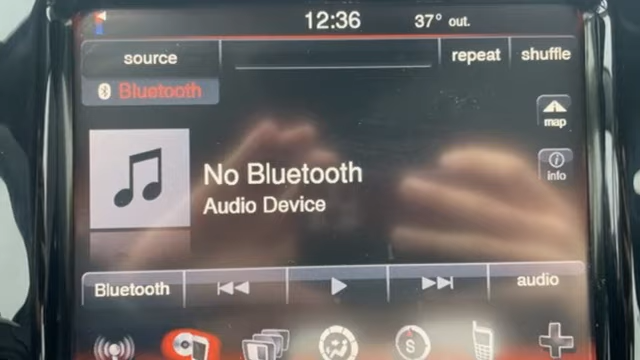 12:36 37° out.
source repeat shuffle
Bluetooth
map
No Bluetooth
info
Audio Device
Bluetooth audio
S